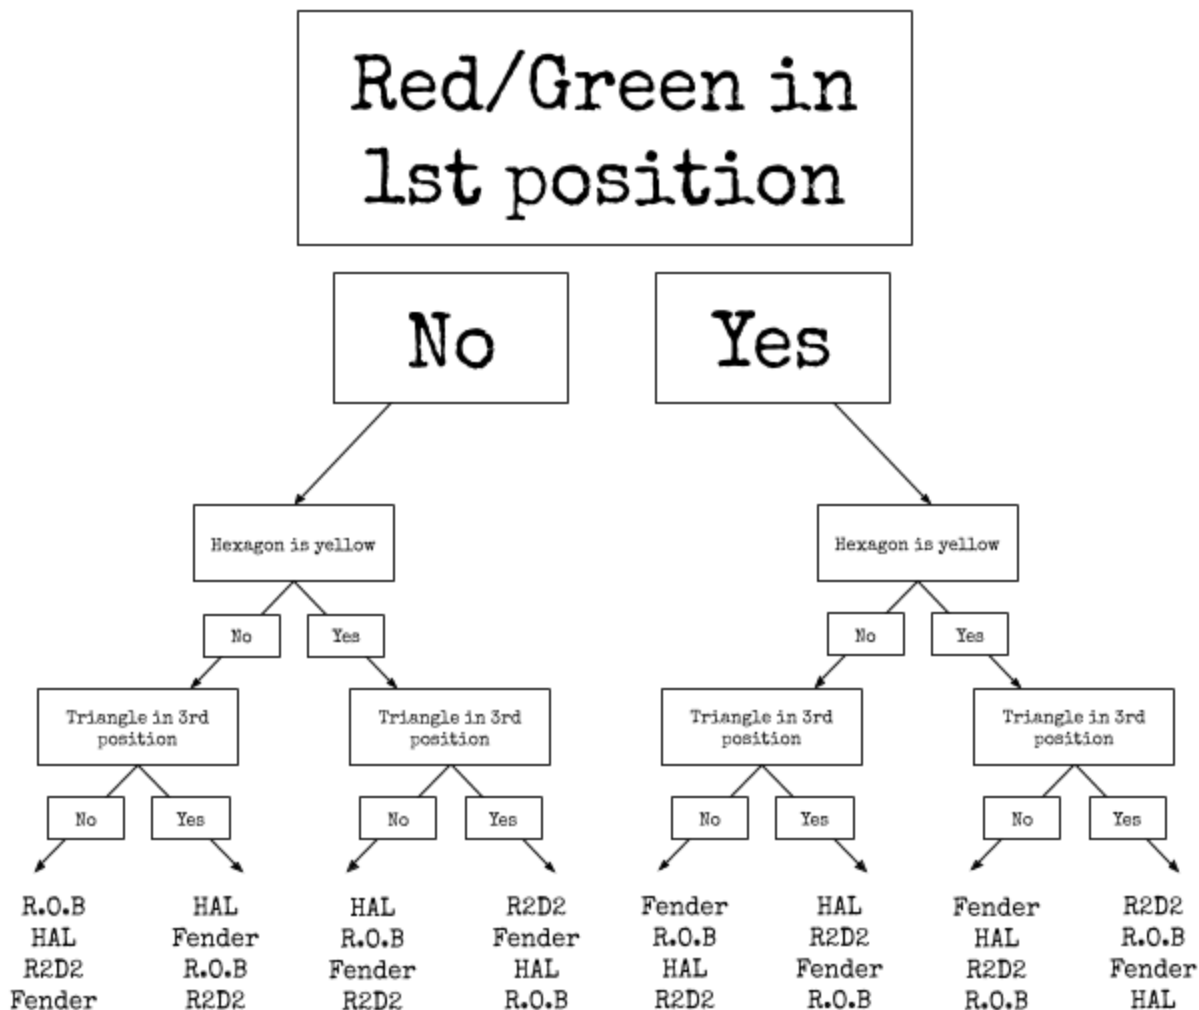 Red/Green in
1st position
No
Yes
Hexagon is yellow
Hexagon is yellow
No
Yes
No
Yes
Triangle in 3rd
position
Triangle in 3rd
position
Triangle in 3rd
position
Triangle in 3rd
position
No
Yes
No
Yes
No
Yes
No
Yes
R.O.B
HAL
R2D2
Fender
HAL
Fender
R.O.B
R2D2
HAL
R.O.B
Fender
R2D2
R2D2
Fender
HAL
R.O.B
Fender
R.O.B
HAL
R2D2
HAL
R2D2
Fender
R.O.B
Fender
HAL
R2D2
R.O.B
R2D2
R.O.B
Fender
HAL